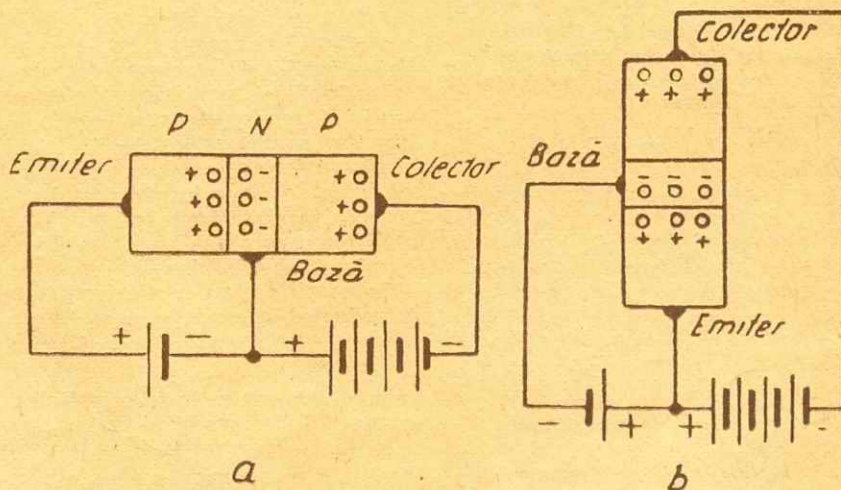 P N P
Emiter
Colector
+ -
+ -
+ -
+
+
+
Bază
+ - + -
a
Colector
+ + +
Bază
- - -
+ + +
Emiter
- + + -
b